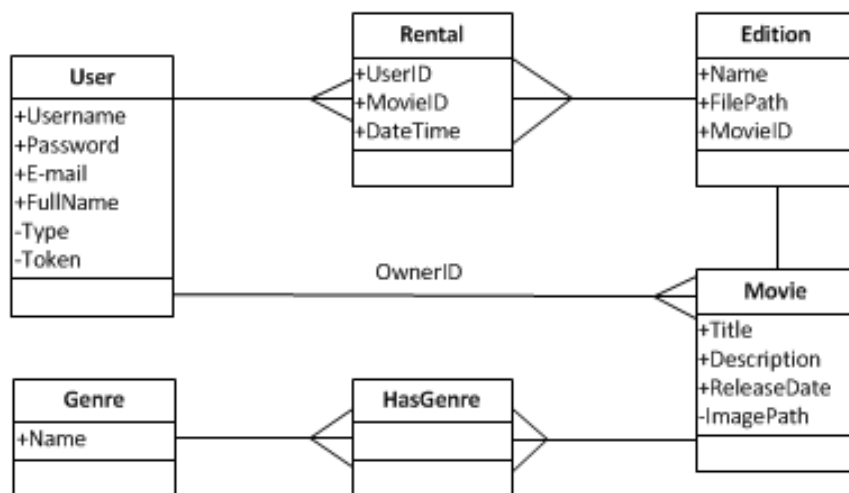 User
+Username
+Password
+E-mail
+FullName
-Type
-Token
Rental
+UserID
+MovieID
+DateTime
Edition
+Name
+FilePath
+MovieID
OwnerID
Movie
+Title
+Description
+ReleaseDate
-ImagePath
Genre
+Name
HasGenre